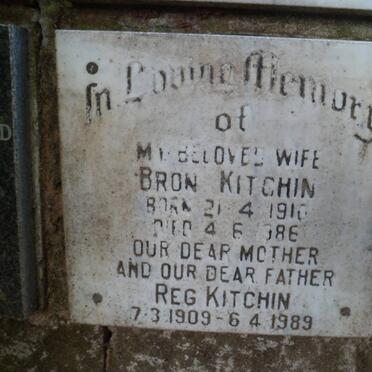 In Loving Memory
of
MY BELOVED WIFE
BRON KITCHIN
BORN 21 4 1910
DIED 4 6 1986
OUR DEAR MOTHER
AND OUR DEAR FATHER
REG KITCHIN
7-3 1909-6 4 1989